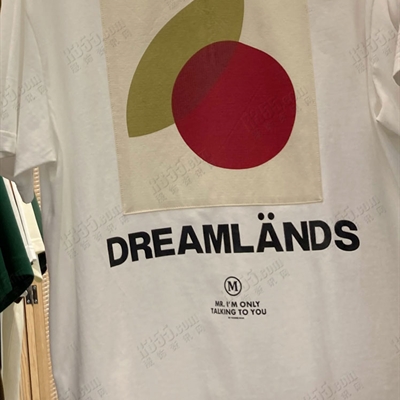 DREAMLÄNDS
M
MR. I'M ONLY
TALKING TO YOU